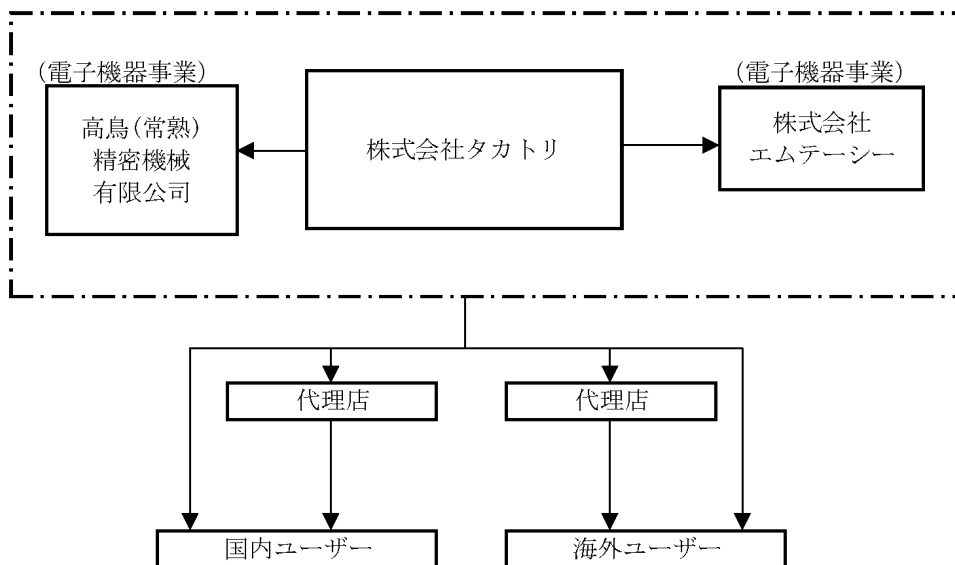 (電子機器事業)
高鳥(常熟)
精密機械
有限公司
株式会社タカトリ
(電子機器事業)
株式会社
エムテーシー
代理店
代理店
国内ユーザー
海外ユーザー